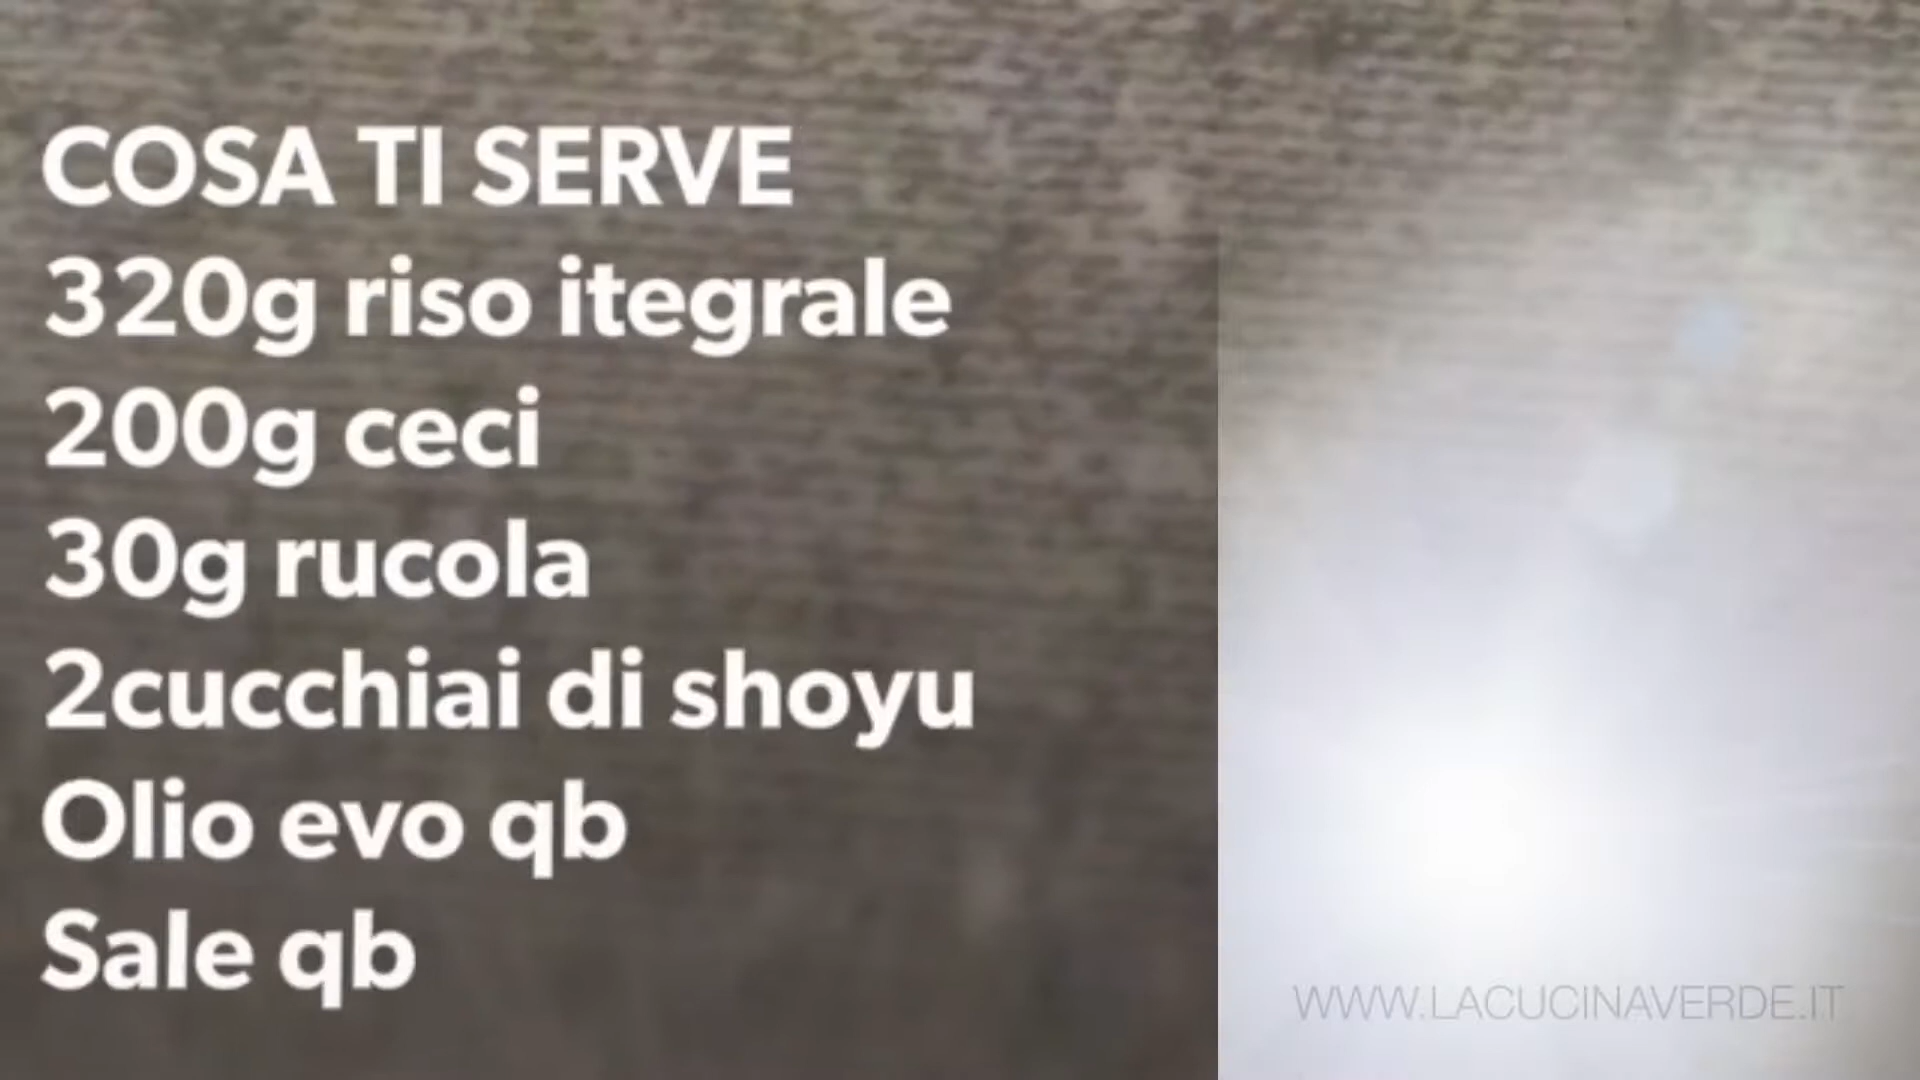 COSA TI SERVE
320g riso itegrale
200g ceci
30g rucola
2cucchiai di shoyu
Olio evo qb
Sale qb
WWW.LACUCINAVERDE.IT